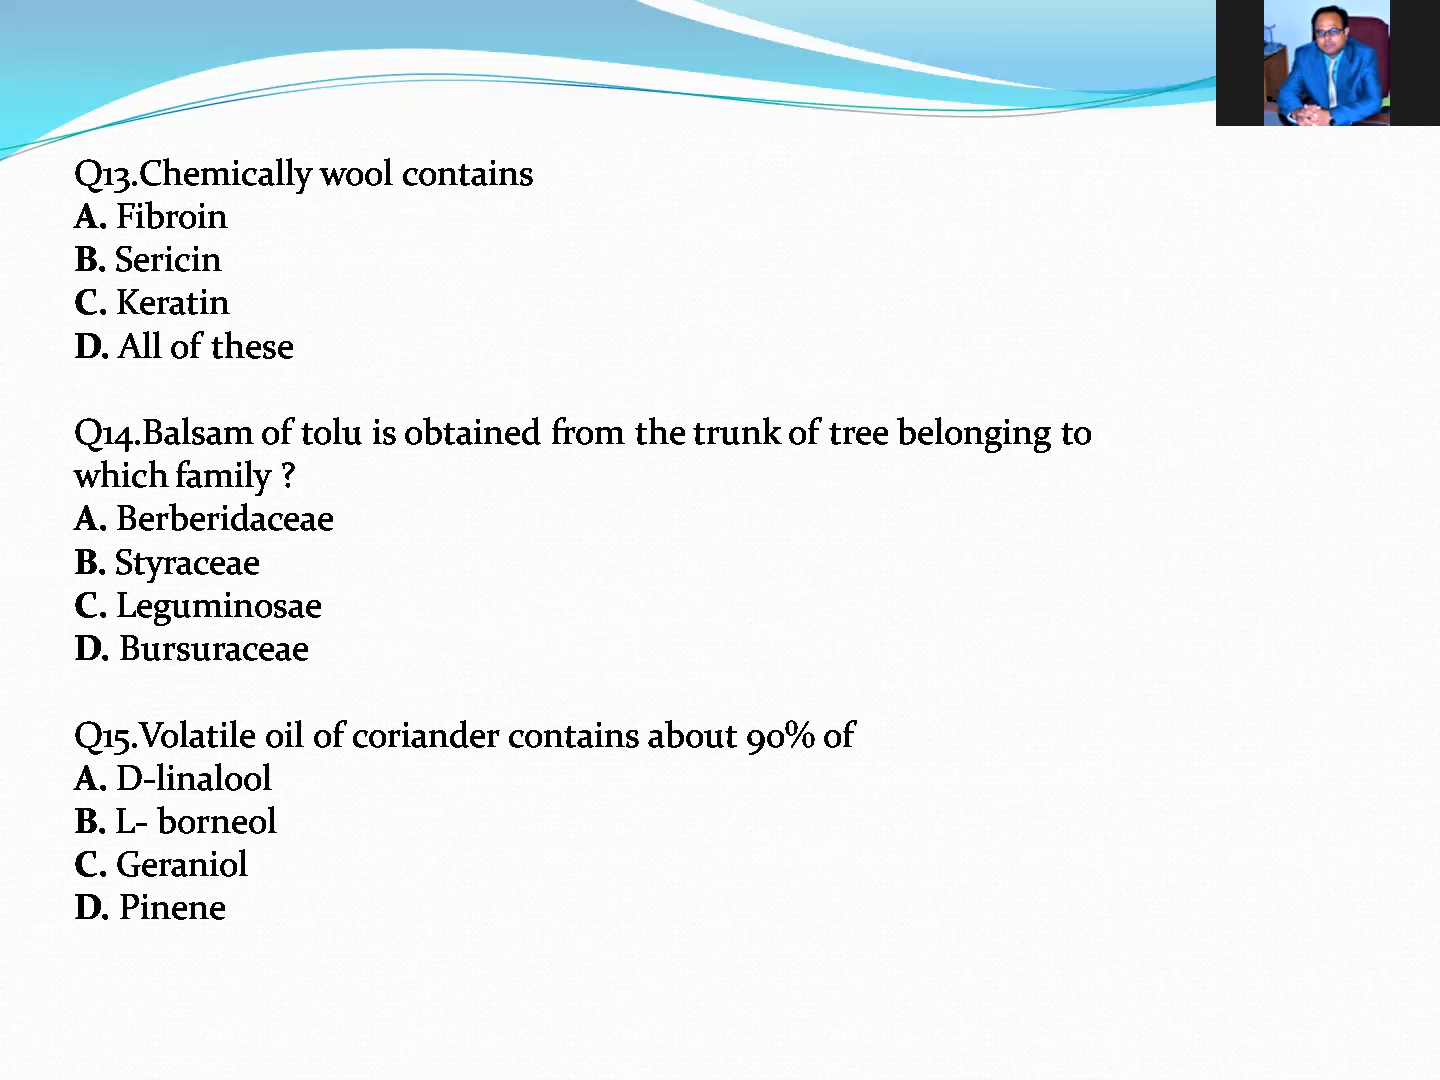 Q13.Chemically wool contains
A. Fibroin
B. Sericin
C. Keratin
D. All of these
Q14.Balsam of tolu is obtained from the trunk of tree belonging to
which family ?
A. Berberidaceae
B. Styraceae
C. Leguminosae
D. Bursuraceae
Q15.Volatile oil of coriander contains about 90% of
A. D-linalool
B. L- borneol
C. Geraniol
D. Pinene